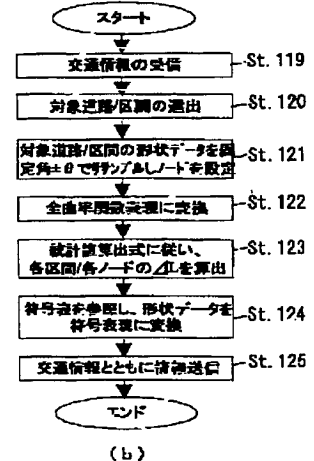 スタート
交通情報の受信
St. 119
対象道路/区間の選出
St. 120
対象道路/区間の形状データを固
定角±θでリサンプルしノードを設定
St. 121
全曲率関数表現に変換
St. 122
統計値算出式に従い、
各区間/各ノードの⊿Lを算出
St. 123
符号表を参照し、形状データを
符号表現に変換
St. 124
交通情報とともに情報送信
St. 125
エンド
(b)